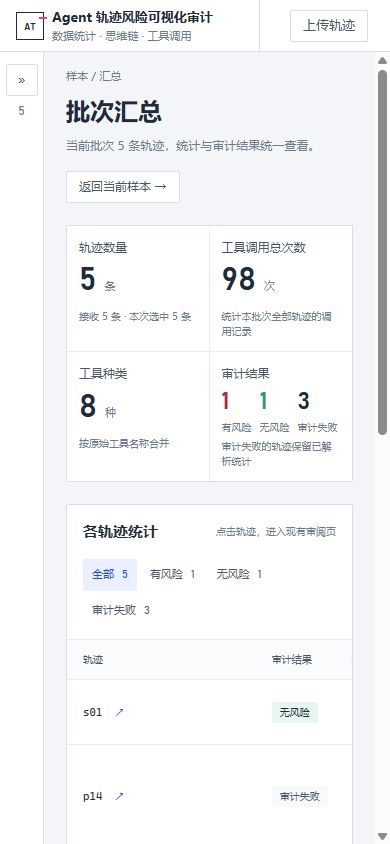 AT
Agent 轨迹风险可视化审计
数据统计 · 思维链 · 工具调用
上传轨迹
»
5
样本 / 汇总
批次汇总
当前批次 5 条轨迹，统计与审计结果统一查看。
返回当前样本 →
轨迹数量
5 条
接收 5 条 · 本次选中 5 条
工具调用总次数
98 次
统计本批次全部轨迹的调
用记录
工具种类
8 种
按原始工具名称合并
审计结果
1 1 3
有风险 无风险 审计失败
审计失败的轨迹保留已解
析统计
各轨迹统计
点击轨迹，进入现有审阅页
全部 5 有风险 1 无风险 1
审计失败 3
轨迹 审计结果
s01 ↗ 无风险
p14 ↗ 审计失败